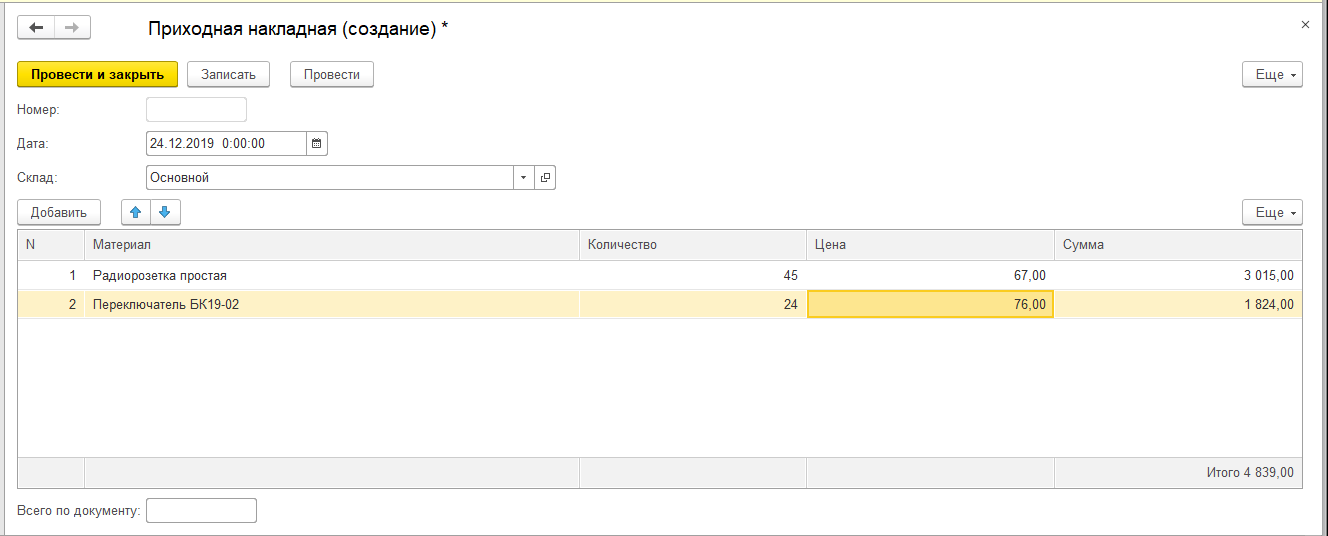 Приходная накладная (создание) *
Провести и закрыть Записать Провести Еще
Номер:
Дата: 24.12.2019 0:00:00
Склад: Основной
Добавить Еще
N Материал Количество Цена Сумма
1 Радиорозетка простая 45 67,00 3 015,00
2 Переключатель БК19-02 24 76,00 1 824,00
Итого 4 839,00
Всего по документу: